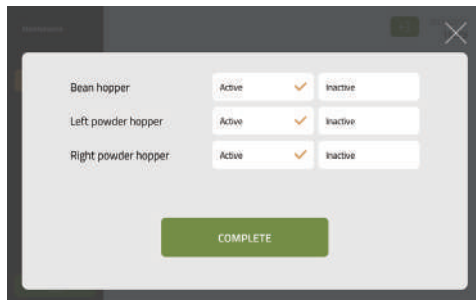 Bean hopper Active Inactive
Left powder hopper Active Inactive
Right powder hopper Active Inactive
COMPLETE